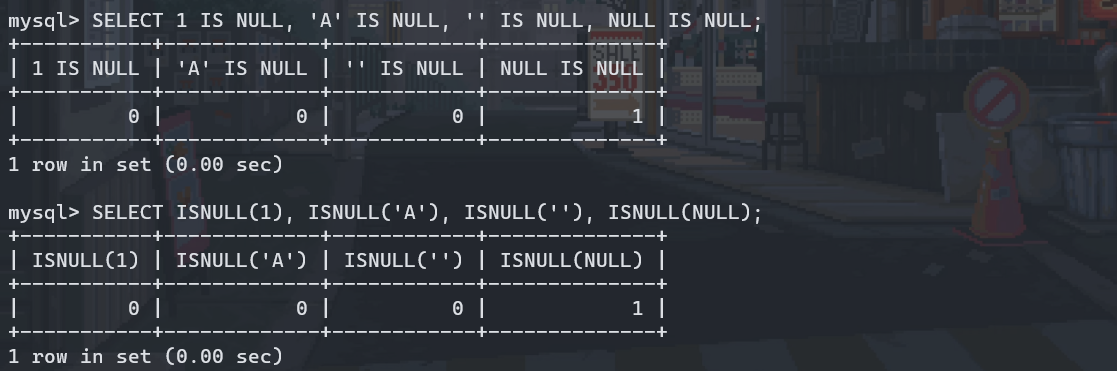 mysql> SELECT 1 IS NULL, 'A' IS NULL, '' IS NULL, NULL IS NULL;
+-----------+-------------+------------+--------------+
| 1 IS NULL | 'A' IS NULL | '' IS NULL | NULL IS NULL |
+-----------+-------------+------------+--------------+
|         0 |           0 |          0 |            1 |
+-----------+-------------+------------+--------------+
1 row in set (0.00 sec)
mysql> SELECT ISNULL(1), ISNULL('A'), ISNULL(''), ISNULL(NULL);
+-----------+-------------+------------+--------------+
| ISNULL(1) | ISNULL('A') | ISNULL('') | ISNULL(NULL) |
+-----------+-------------+------------+--------------+
|         0 |           0 |          0 |            1 |
+-----------+-------------+------------+--------------+
1 row in set (0.00 sec)